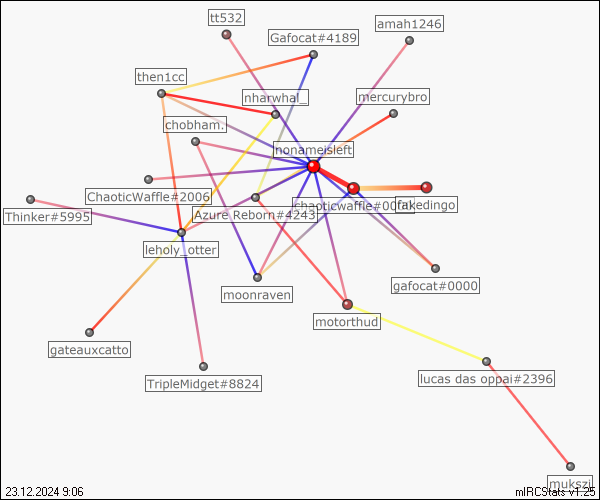 tt532
amah1246
Gafocat#4189
then1cc
nharwhal_
mercurybro
chobham.
nonameisleft
ChaoticWaffle#2006
chaoticwaffle#0000
fakedingo
Thinker#5995
Azure Reborn#4243
leholy_otter
gafocat#0000
moonraven
motorthud
gateauxcatto
TripleMidget#8824
lucas das oppai#2396
mukszi
23.12.2024 9:06
mIRCStats v1.25